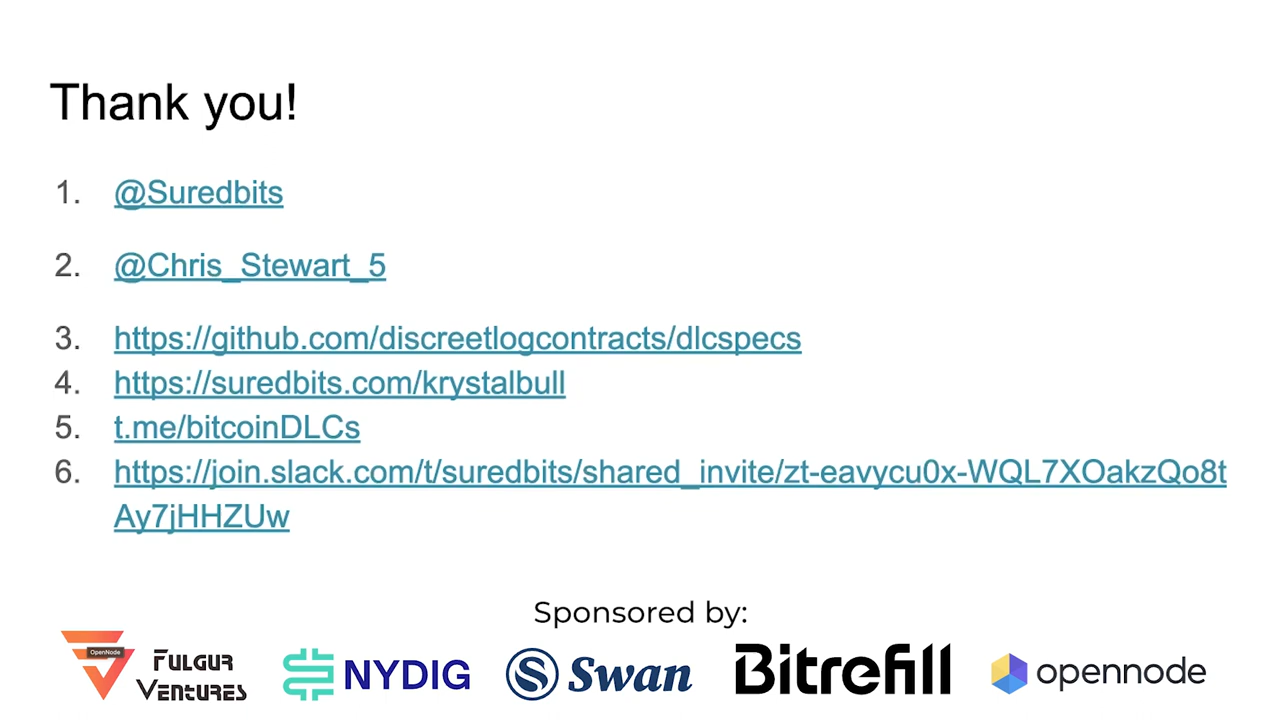 Thank you!
1. @Suredbits
2. @Chris_Stewart_5
3. https://github.com/discreetlogcontracts/dlcspecs
4. https://suredbits.com/krystalbull
5. t.me/bitcoinDLCs
6. https://join.slack.com/t/suredbits/shared_invite/zt-eavycu0x-WQL7XOakzQo8t
Ay7jHHZUw
Sponsored by:
OpenNode
Fulgur
Ventures
NYDIG
Swan
Bitrefill
opennode